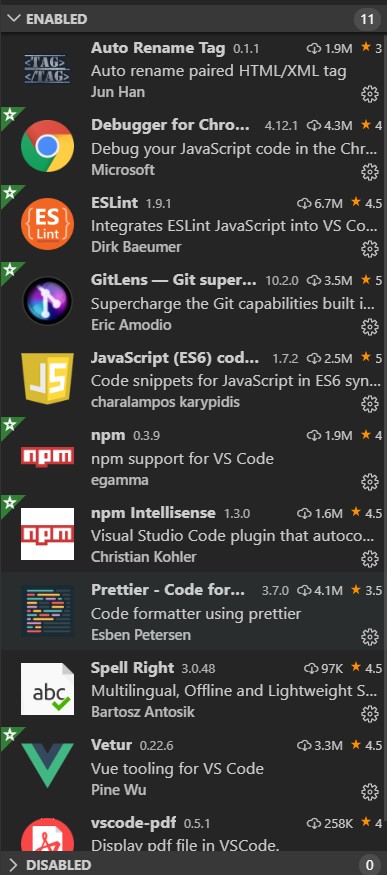 ENABLED 11
<TAG>
</TAG>
Auto Rename Tag 0.1.1 1.9M ★ 3
Auto rename paired HTML/XML tag
Jun Han
Debugger for Chro... 4.12.1 4.3M ★ 4
Debug your JavaScript code in the Chr...
Microsoft
ES
Lint
ESLint 1.9.1 6.7M ★ 4.5
Integrates ESLint JavaScript into VS Co...
Dirk Baeumer
GitLens — Git super... 10.2.0 3.5M ★ 5
Supercharge the Git capabilities built i...
Eric Amodio
JS
JavaScript (ES6) cod... 1.7.2 2.5M ★ 5
Code snippets for JavaScript in ES6 syn...
charalampos karypidis
npm
npm 0.3.9 1.9M ★ 4
npm support for VS Code
egamma
npm
npm Intellisense 1.3.0 1.6M ★ 4.5
Visual Studio Code plugin that autoco...
Christian Kohler
Prettier - Code for... 3.7.0 4.1M ★ 3.5
Code formatter using prettier
Esben Petersen
abc
Spell Right 3.0.48 97K ★ 4.5
Multilingual, Offline and Lightweight S...
Bartosz Antosik
Vetur 0.22.6 3.3M ★ 4.5
Vue tooling for VS Code
Pine Wu
vscode-pdf 0.5.1 258K ★ 4
Display pdf file in VSCode.
DISABLED 0